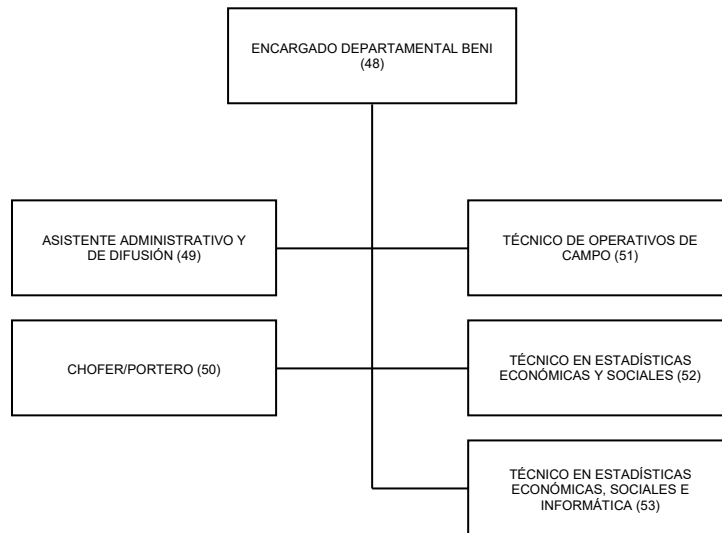 ENCARGADO DEPARTAMENTAL BENI
(48)
ASISTENTE ADMINISTRATIVO Y
DE DIFUSIÓN (49)
TÉCNICO DE OPERATIVOS DE
CAMPO (51)
CHOFER/PORTERO (50)
TÉCNICO EN ESTADÍSTICAS
ECONÓMICAS Y SOCIALES (52)
TÉCNICO EN ESTADÍSTICAS
ECONÓMICAS, SOCIALES E
INFORMÁTICA (53)